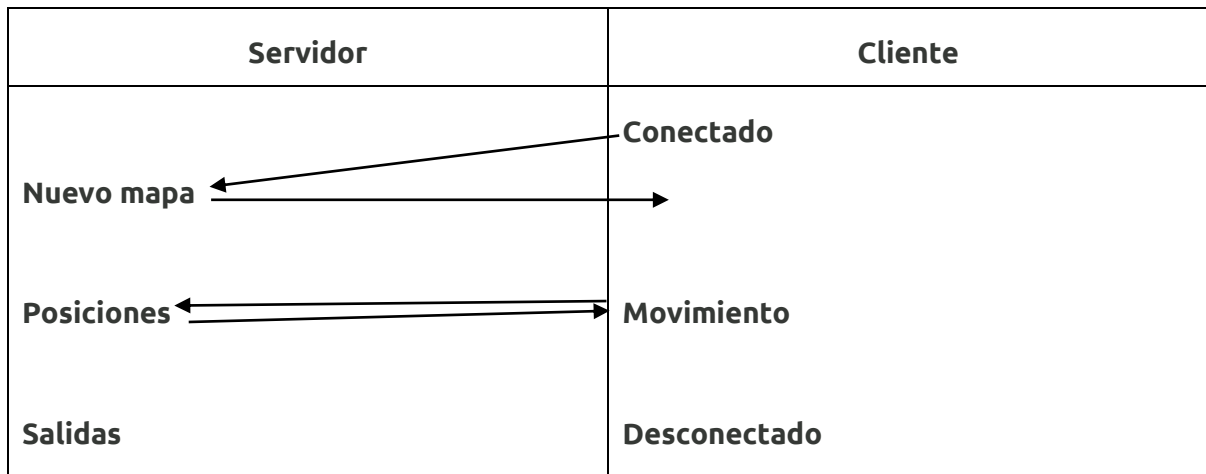 Servidor
Cliente
Conectado
Nuevo mapa
Posiciones
Movimiento
Salidas
Desconectado